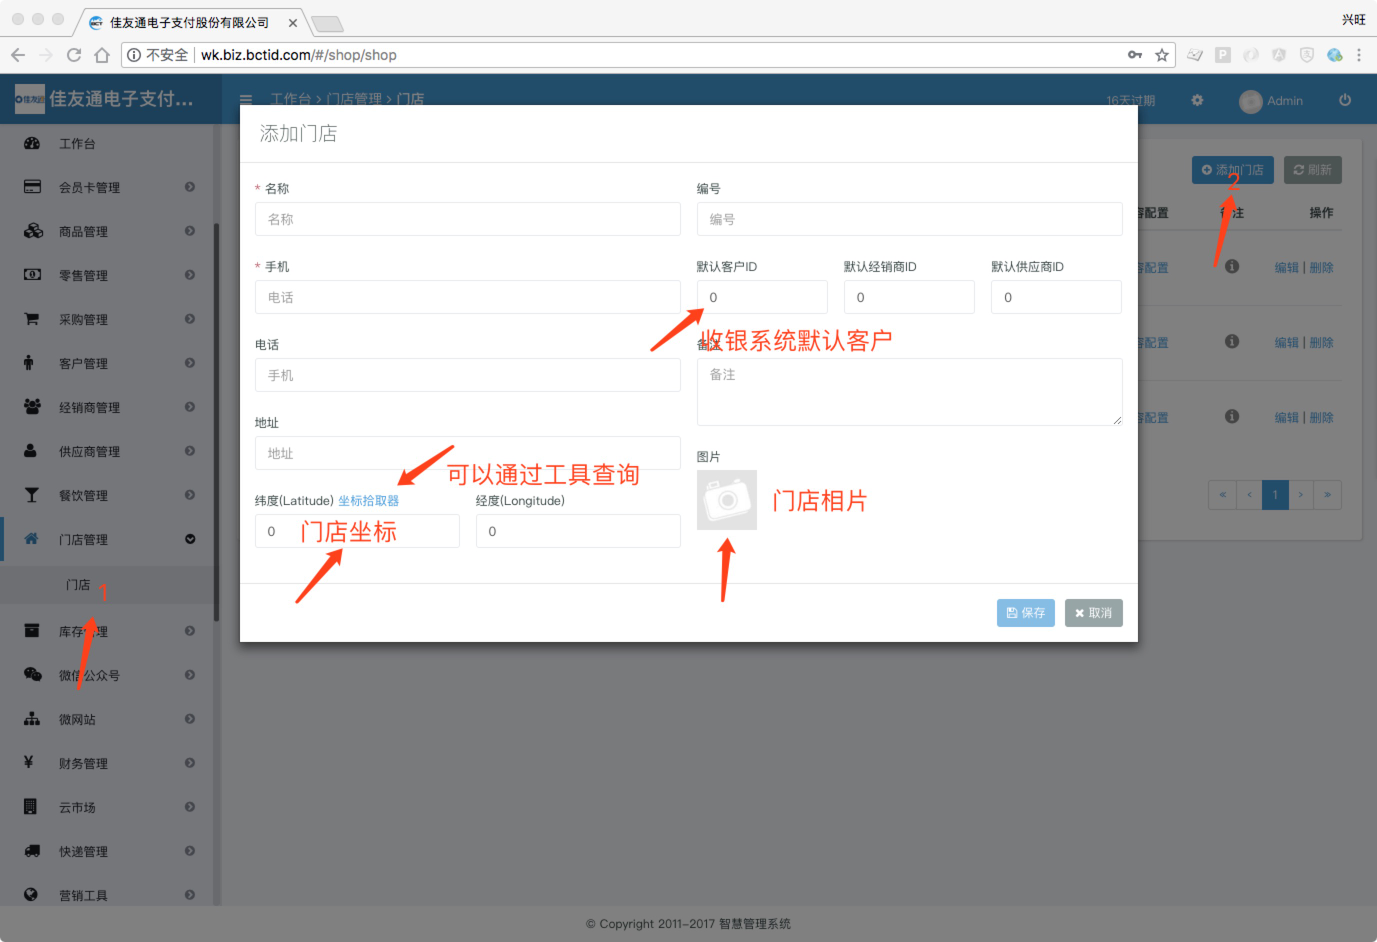 佳友通电子支付股份有限公司
兴旺
不安全 wk.biz.bctid.com/#/shop/shop
佳友通电子支付...
工作台 > 门店管理 > 门店
16天过期
Admin
工作台
会员卡管理
商品管理
零售管理
采购管理
客户管理
经销商管理
供应商管理
餐饮管理
门店管理
门店
1
库存管理
微信公众号
微网站
财务管理
云市场
快递管理
营销工具
添加门店
刷新
2
配置 备注 操作
配置 编辑 | 删除
配置 编辑 | 删除
配置 编辑 | 删除
« ‹ 1 › »
添加门店
* 名称
名称
编号
编号
* 手机
电话
默认客户ID
0
默认经销商ID
0
默认供应商ID
0
收银系统默认客户
电话
手机
备注
备注
地址
地址
可以通过工具查询
纬度(Latitude) 坐标拾取器
0
门店坐标
经度(Longitude)
0
图片
门店相片
保存
取消
© Copyright 2011-2017 智慧管理系统